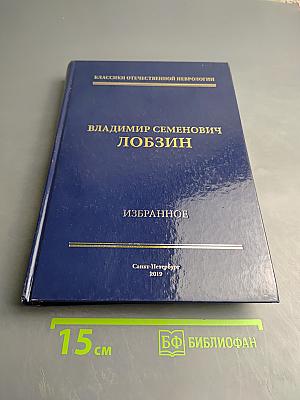 КЛАССИКИ ОТЕЧЕСТВЕННОЙ НЕВРОЛОГИИ
ВЛАДИМИР СЕМЕНОВИЧ
ЛОБЗИН
ИЗБРАННОЕ
Санкт-Петербург
2019
15 см
БФ БИБЛИОФАН